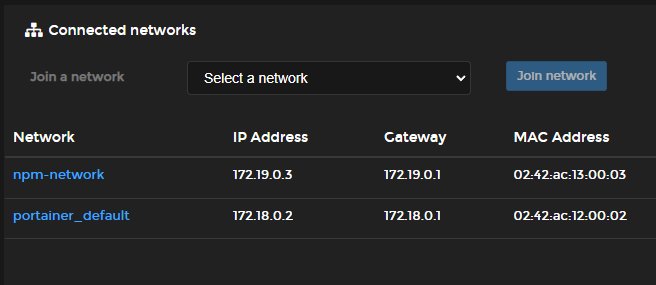 Connected networks
Join a network Select a network Join network
Network IP Address Gateway MAC Address
npm-network 172.19.0.3 172.19.0.1 02:42:ac:13:00:03
portainer_default 172.18.0.2 172.18.0.1 02:42:ac:12:00:02